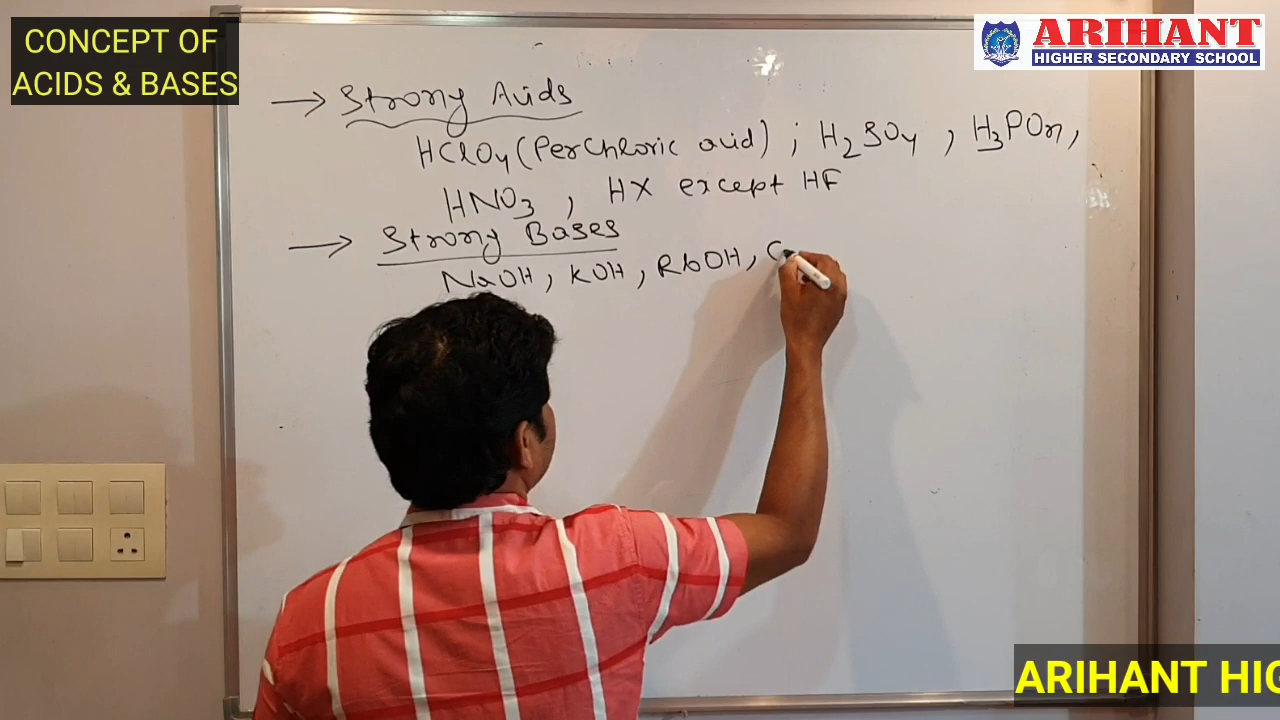 CONCEPT OF
ACIDS & BASES
ARIHANT
HIGHER SECONDARY SCHOOL
→ Strong Acids
HClO4 (Perchloric acid) ; H2SO4 , H3PO4,
HNO3 , HX except HF
→ Strong Bases
NaOH, KOH, RbOH, C
ARIHANT HIG